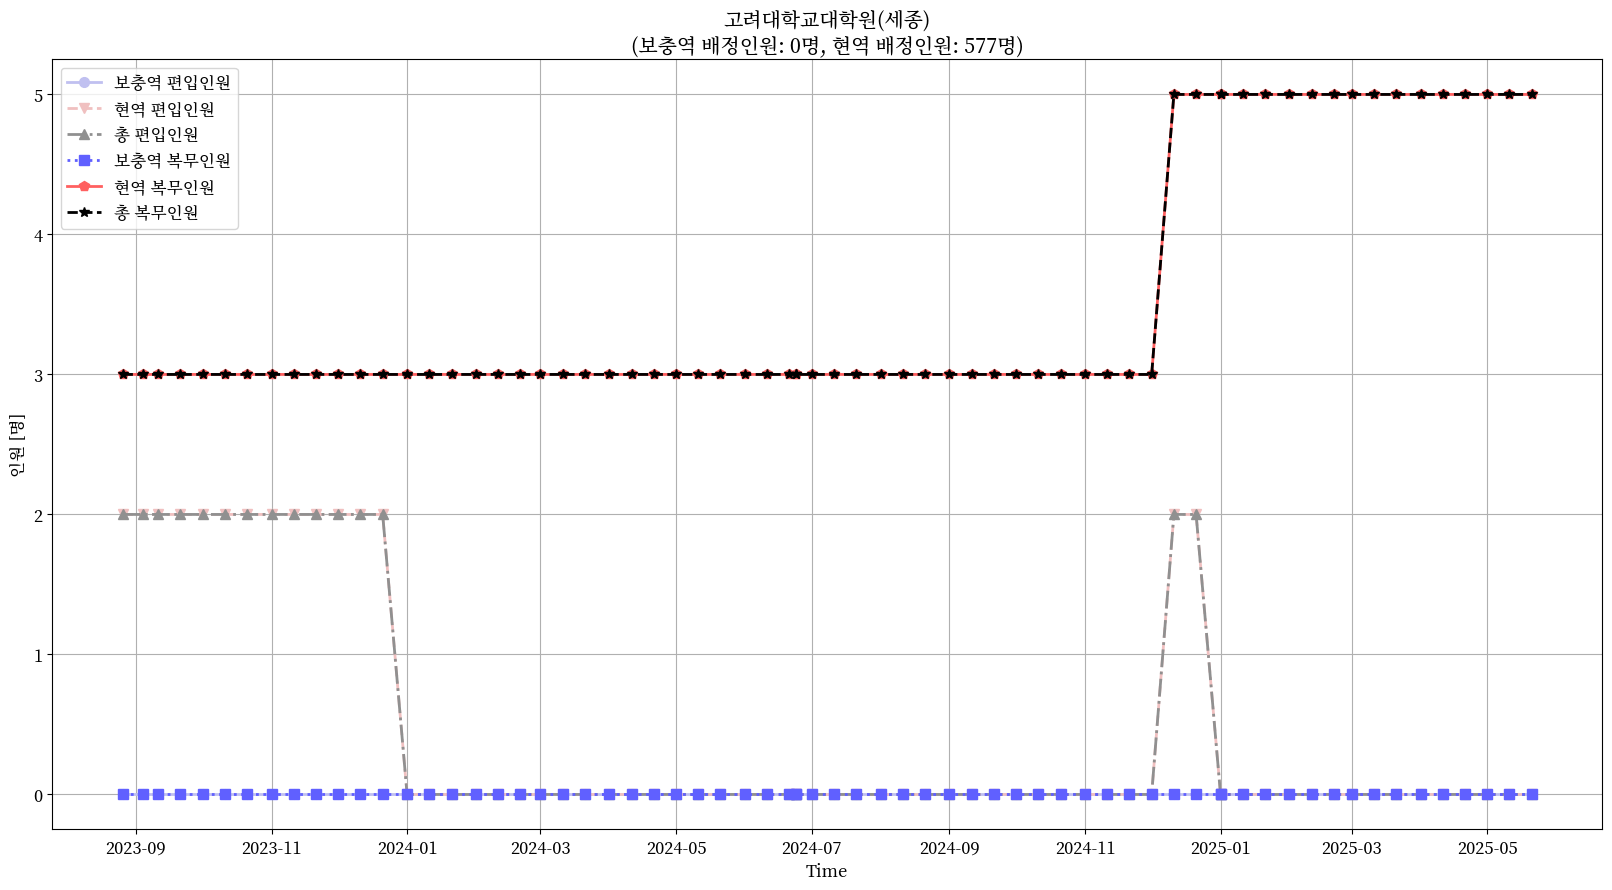 고려대학교대학원(세종)
(보충역 배정인원: 0명, 현역 배정인원: 577명)
보충역 편입인원
현역 편입인원
총 편입인원
보충역 복무인원
현역 복무인원
총 복무인원
5
4
3
2
1
0
인원 [명]
2023-09
2023-11
2024-01
2024-03
2024-05
2024-07
2024-09
2024-11
2025-01
2025-03
2025-05
Time